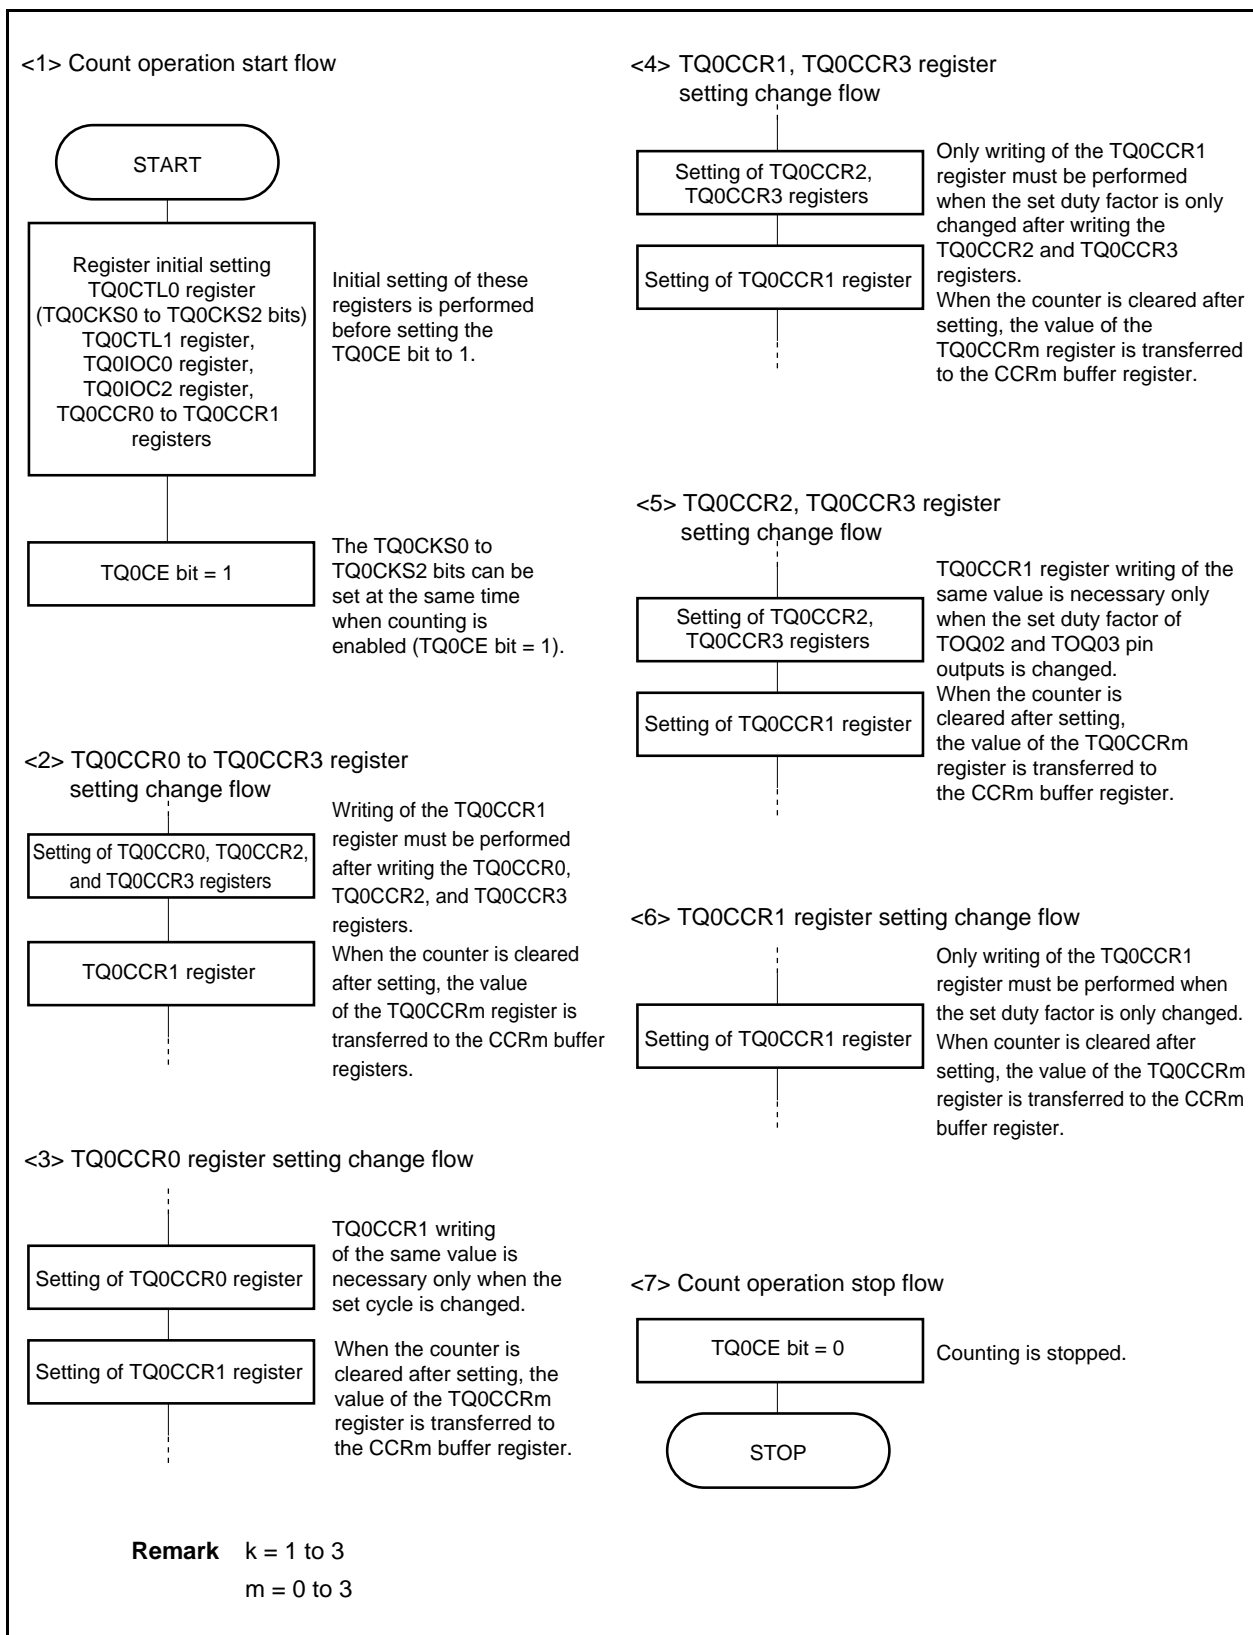 <1> Count operation start flow
START
Register initial setting
TQ0CTL0 register
(TQ0CKS0 to TQ0CKS2 bits)
TQ0CTL1 register,
TQ0IOC0 register,
TQ0IOC2 register,
TQ0CCR0 to TQ0CCR1
registers
Initial setting of these
registers is performed
before setting the
TQ0CE bit to 1.
TQ0CE bit = 1
The TQ0CKS0 to
TQ0CKS2 bits can be
set at the same time
when counting is
enabled (TQ0CE bit = 1).
<2> TQ0CCR0 to TQ0CCR3 register
setting change flow
Setting of TQ0CCR0, TQ0CCR2,
and TQ0CCR3 registers
TQ0CCR1 register
Writing of the TQ0CCR1
register must be performed
after writing the TQ0CCR0,
TQ0CCR2, and TQ0CCR3
registers.
When the counter is cleared
after setting, the value
of the TQ0CCRm register is
transferred to the CCRm buffer
registers.
<3> TQ0CCR0 register setting change flow
Setting of TQ0CCR0 register
TQ0CCR1 writing
of the same value is
necessary only when the
set cycle is changed.
Setting of TQ0CCR1 register
When the counter is
cleared after setting, the
value of the TQ0CCRm
register is transferred to
the CCRm buffer register.
<4> TQ0CCR1, TQ0CCR3 register
setting change flow
Setting of TQ0CCR2,
TQ0CCR3 registers
Setting of TQ0CCR1 register
Only writing of the TQ0CCR1
register must be performed
when the set duty factor is only
changed after writing the
TQ0CCR2 and TQ0CCR3
registers.
When the counter is cleared after
setting, the value of the
TQ0CCRm register is transferred
to the CCRm buffer register.
<5> TQ0CCR2, TQ0CCR3 register
setting change flow
Setting of TQ0CCR2,
TQ0CCR3 registers
Setting of TQ0CCR1 register
TQ0CCR1 register writing of the
same value is necessary only
when the set duty factor of
TOQ02 and TOQ03 pin
outputs is changed.
When the counter is
cleared after setting,
the value of the TQ0CCRm
register is transferred to
the CCRm buffer register.
<6> TQ0CCR1 register setting change flow
Setting of TQ0CCR1 register
Only writing of the TQ0CCR1
register must be performed when
the set duty factor is only changed.
When counter is cleared after
setting, the value of the TQ0CCRm
register is transferred to the CCRm
buffer register.
<7> Count operation stop flow
TQ0CE bit = 0
Counting is stopped.
STOP
Remark k = 1 to 3
m = 0 to 3